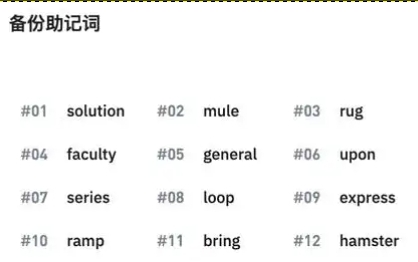 备份助记词
#01 solution #02 mule #03 rug
#04 faculty #05 general #06 upon
#07 series #08 loop #09 express
#10 ramp #11 bring #12 hamster